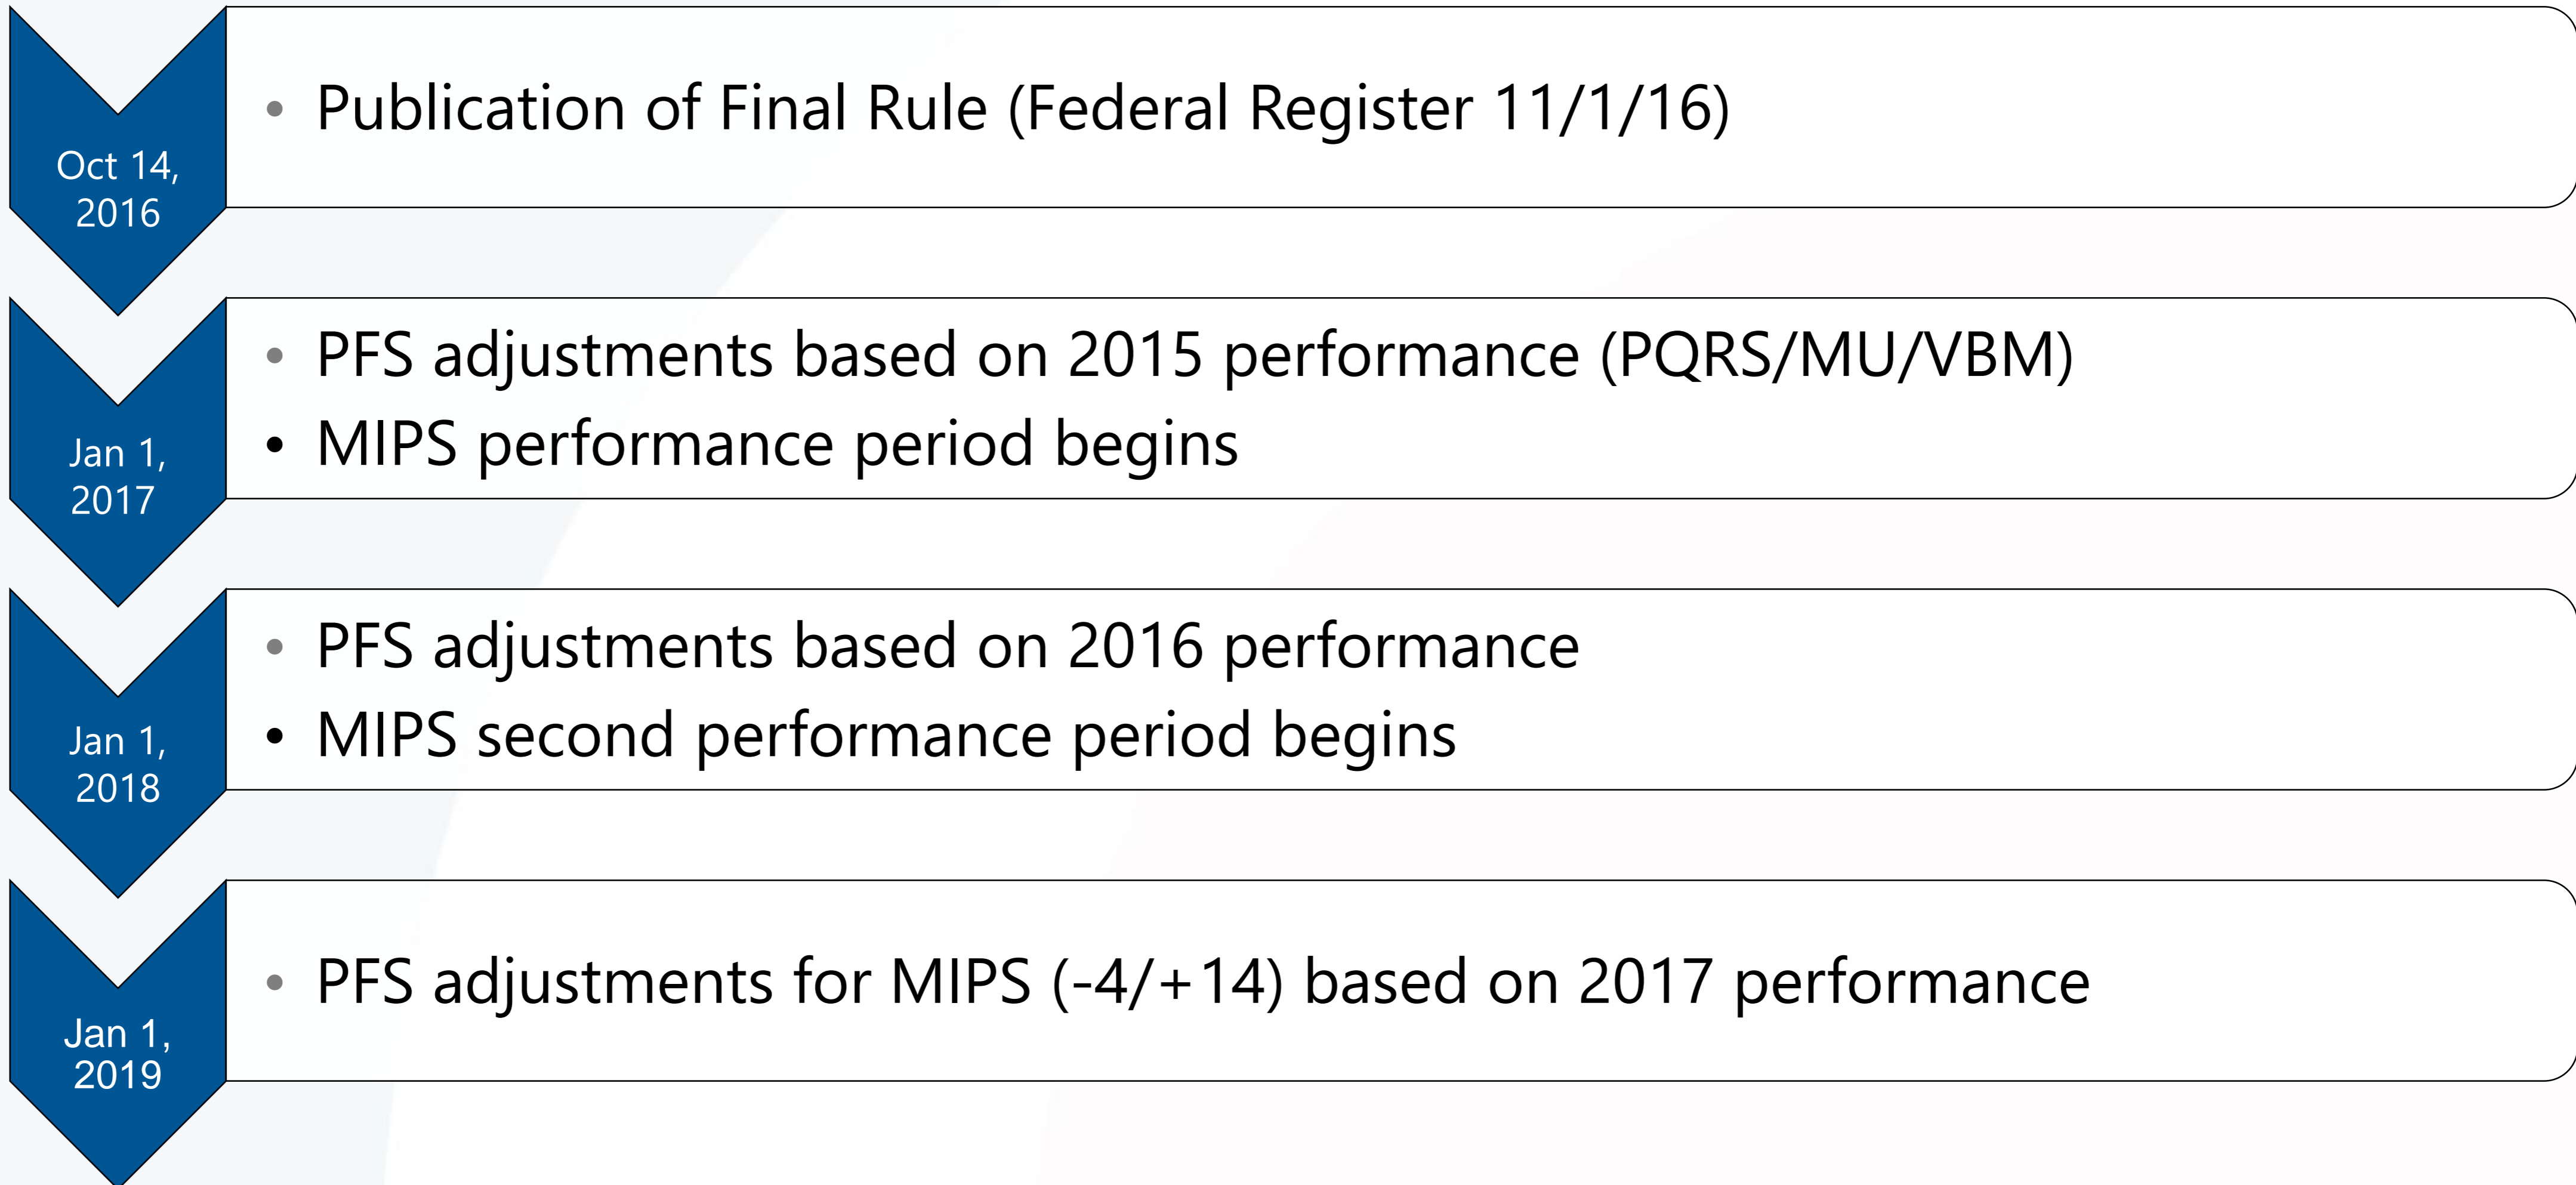 Oct 14,
2016
• Publication of Final Rule (Federal Register 11/1/16)
Jan 1,
2017
• PFS adjustments based on 2015 performance (PQRS/MU/VBM)
• MIPS performance period begins
Jan 1,
2018
• PFS adjustments based on 2016 performance
• MIPS second performance period begins
Jan 1,
2019
• PFS adjustments for MIPS (-4/+14) based on 2017 performance